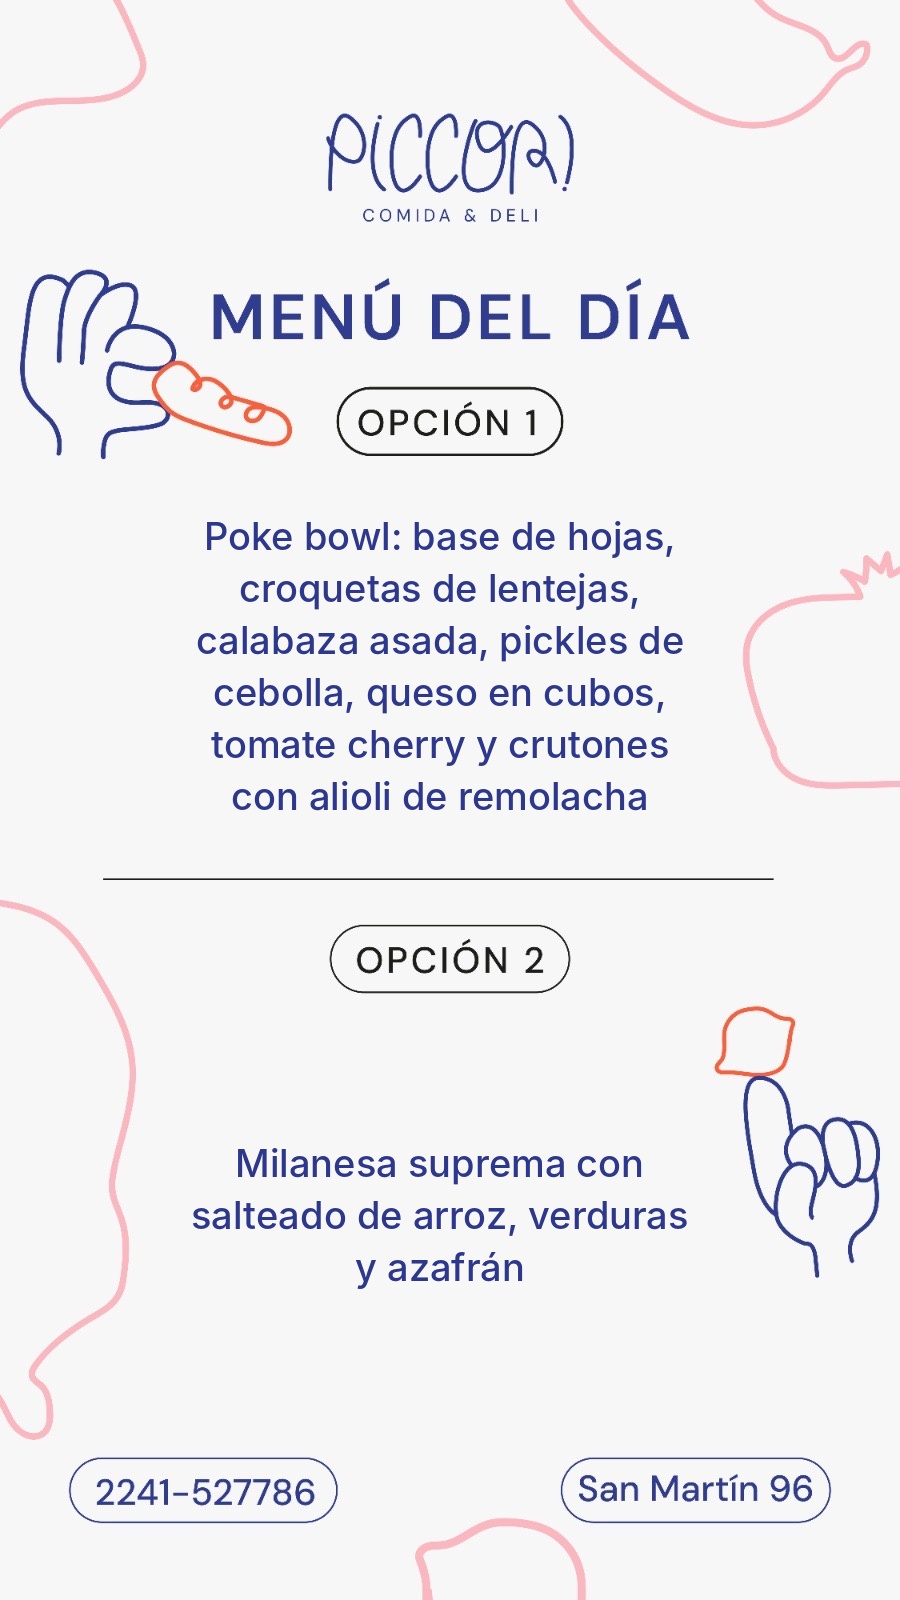 PICCOR!
COMIDA & DELI
MENÚ DEL DÍA
OPCIÓN 1
Poke bowl: base de hojas,
croquetas de lentejas,
calabaza asada, pickles de
cebolla, queso en cubos,
tomate cherry y crutones
con alioli de remolacha
OPCIÓN 2
Milanesa suprema con
salteado de arroz, verduras
y azafrán
2241-527786
San Martín 96